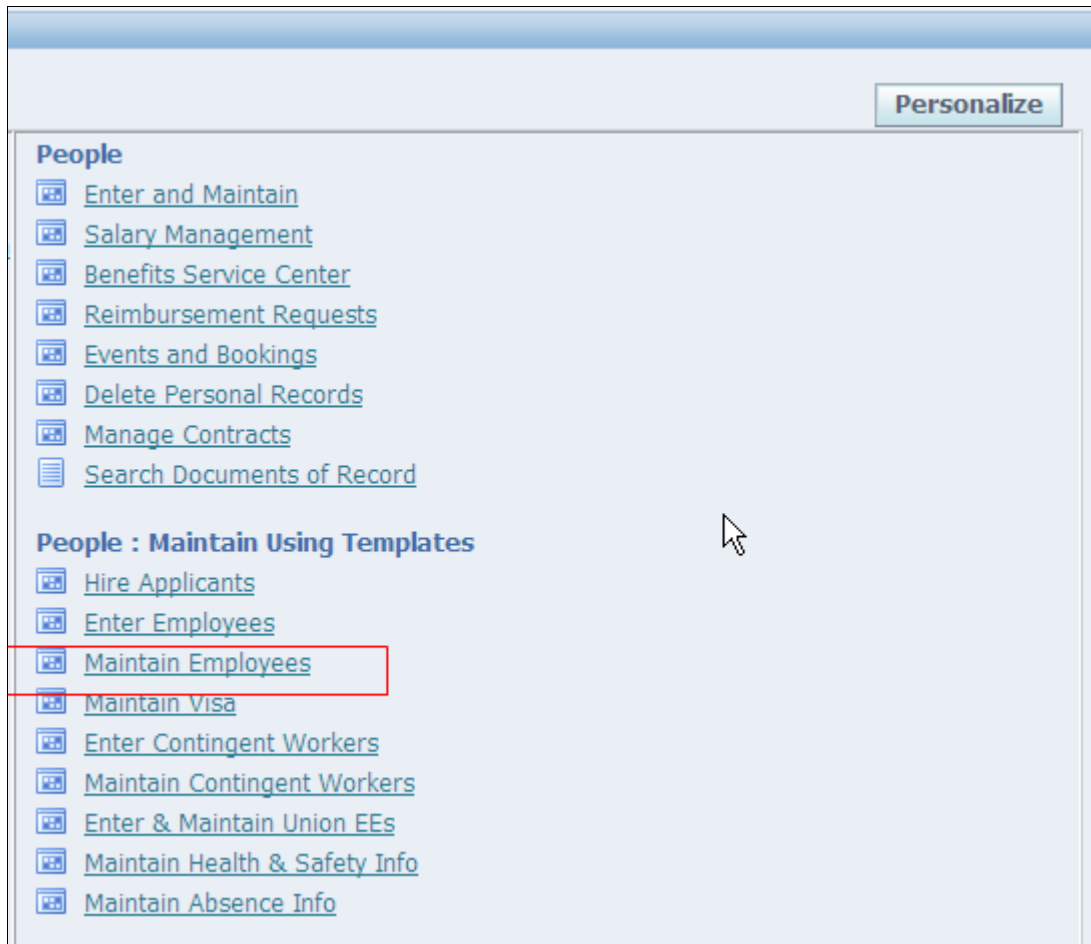 Personalize
People
Enter and Maintain
Salary Management
Benefits Service Center
Reimbursement Requests
Events and Bookings
Delete Personal Records
Manage Contracts
Search Documents of Record
People : Maintain Using Templates
Hire Applicants
Enter Employees
Maintain Employees
Maintain Visa
Enter Contingent Workers
Maintain Contingent Workers
Enter & Maintain Union EEs
Maintain Health & Safety Info
Maintain Absence Info